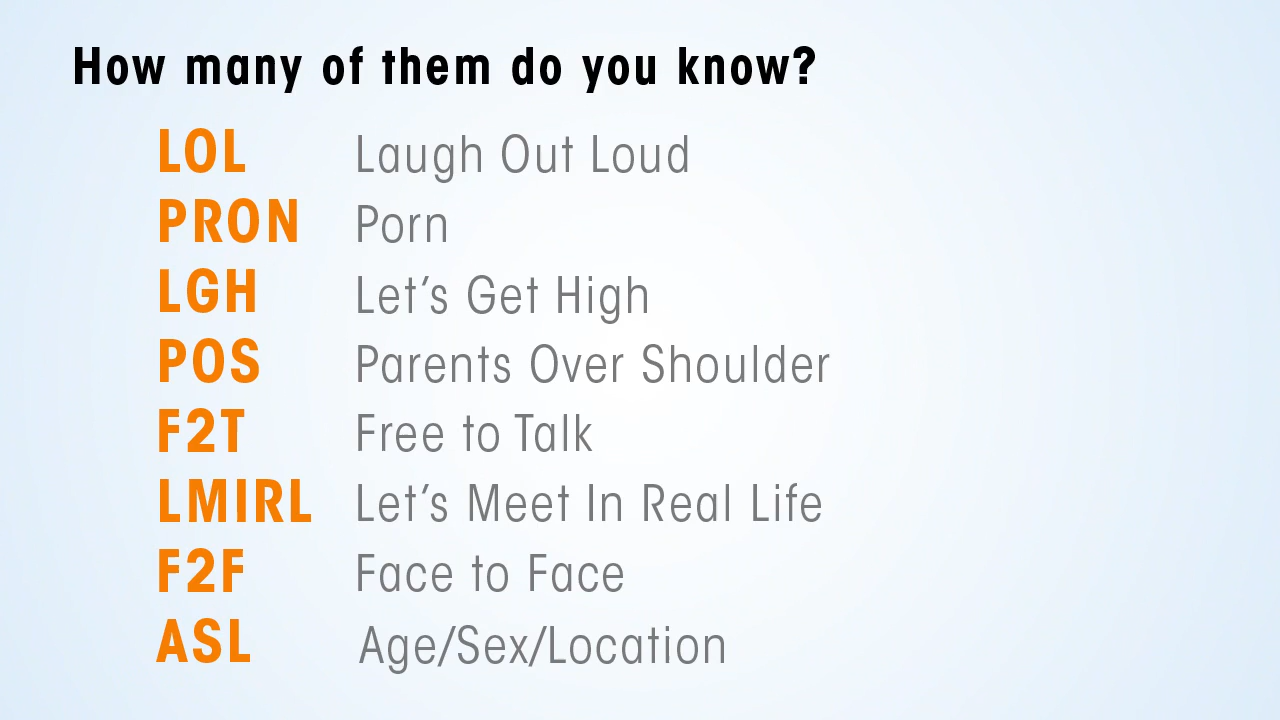 How many of them do you know?
LOL Laugh Out Loud
PRON Porn
LGH Let's Get High
POS Parents Over Shoulder
F2T Free to Talk
LMIRL Let's Meet In Real Life
F2F Face to Face
ASL Age/Sex/Location